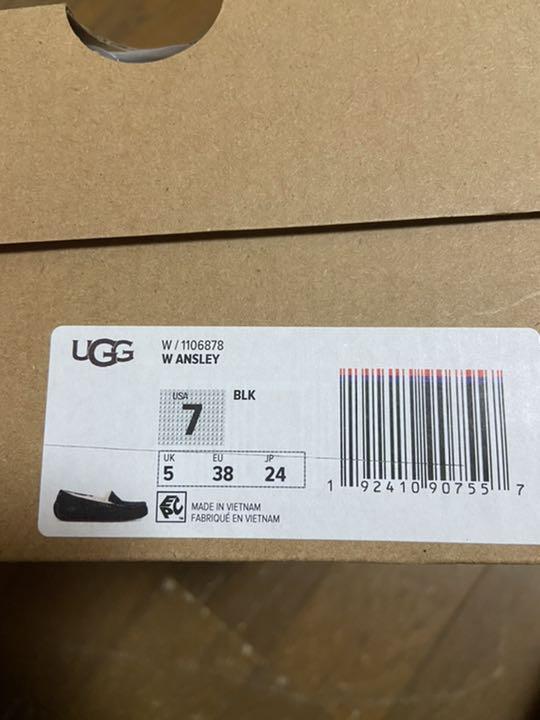 UGG
W / 1106878
W ANSLEY
USA
7
BLK
UK EU JP
5 38 24
MADE IN VIETNAM
FABRIQUÉ EN VIETNAM
1 92410 90755 7